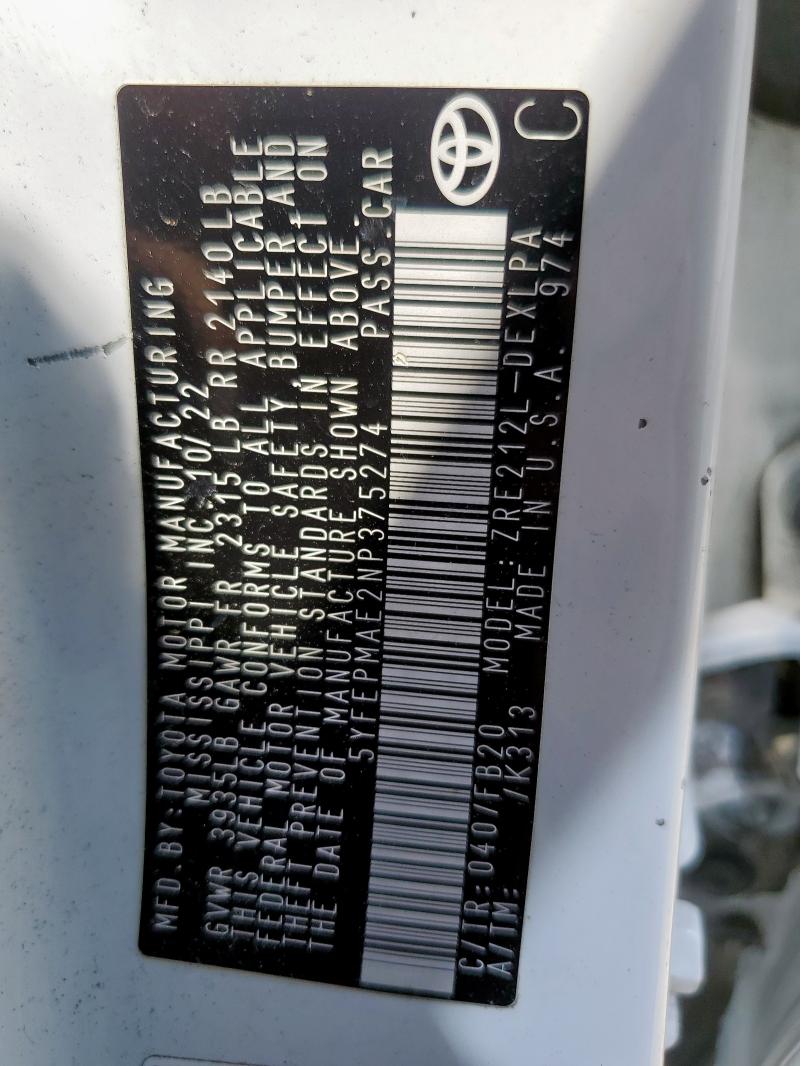 MFD.BY:TOYOTA MOTOR MANUFACTURING
MISSISSIPPI INC. 10/22
GVWR 3935LB GAWR FR 2315 LB RR 2140LB
THIS VEHICLE CONFORMS TO ALL APPLICABLE
FEDERAL MOTOR VEHICLE SAFETY, BUMPER AND
THEFT PREVENTION STANDARDS IN EFFECT ON
THE DATE OF MANUFACTURE SHOWN ABOVE.
5YFEPMAE2NP375274 PASS.CAR
C/TR:040/FB20 MODEL:ZRE212L-DEXLPA
A/TM: /K313 MADE IN U.S.A. 974
C